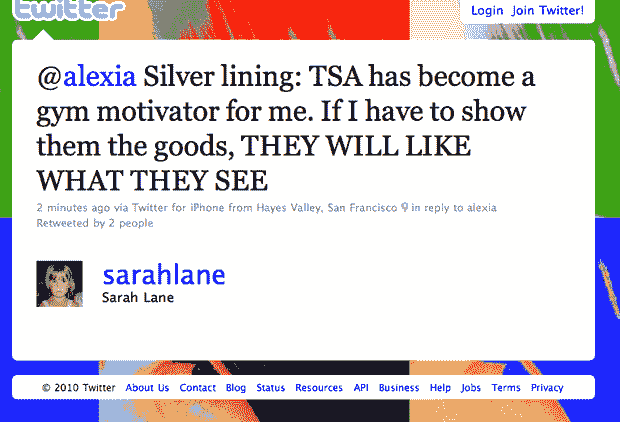 twitter
Login Join Twitter!
@alexia Silver lining: TSA has become a
gym motivator for me. If I have to show
them the goods, THEY WILL LIKE
WHAT THEY SEE
2 minutes ago via Twitter for iPhone from Hayes Valley, San Francisco in reply to alexia
Retweeted by 2 people
sarahlane
Sarah Lane
© 2010 Twitter About Us Contact Blog Status Resources API Business Help Jobs Terms Privacy